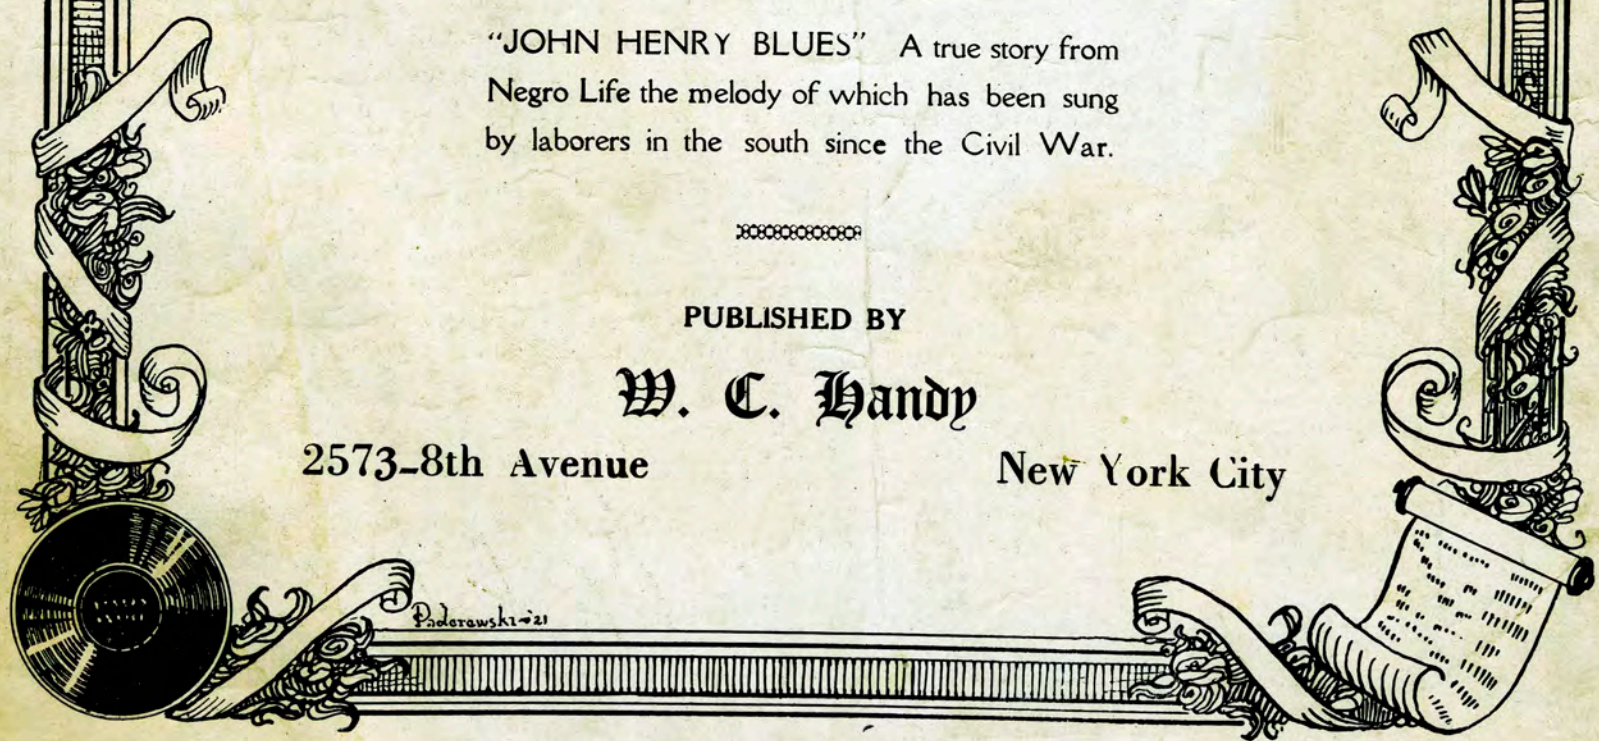 “JOHN HENRY BLUES” A true story from
Negro Life the melody of which has been sung
by laborers in the south since the Civil War.
PUBLISHED BY
W. C. Handy
2573-8th Avenue
New York City
Paderewski-21